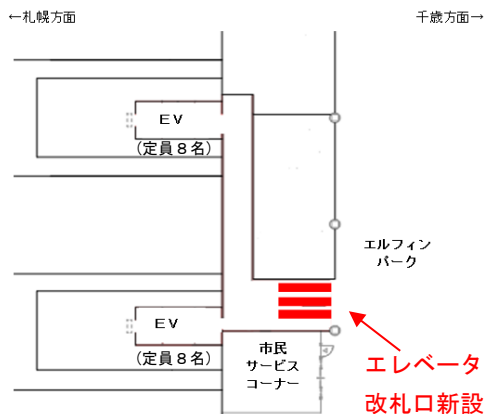 ←札幌方面
千歳方面→
ＥＶ
（定員８名）
エルフィン
パーク
ＥＶ
（定員８名）
市民
サービス
コーナー
エレベータ
改札口新設